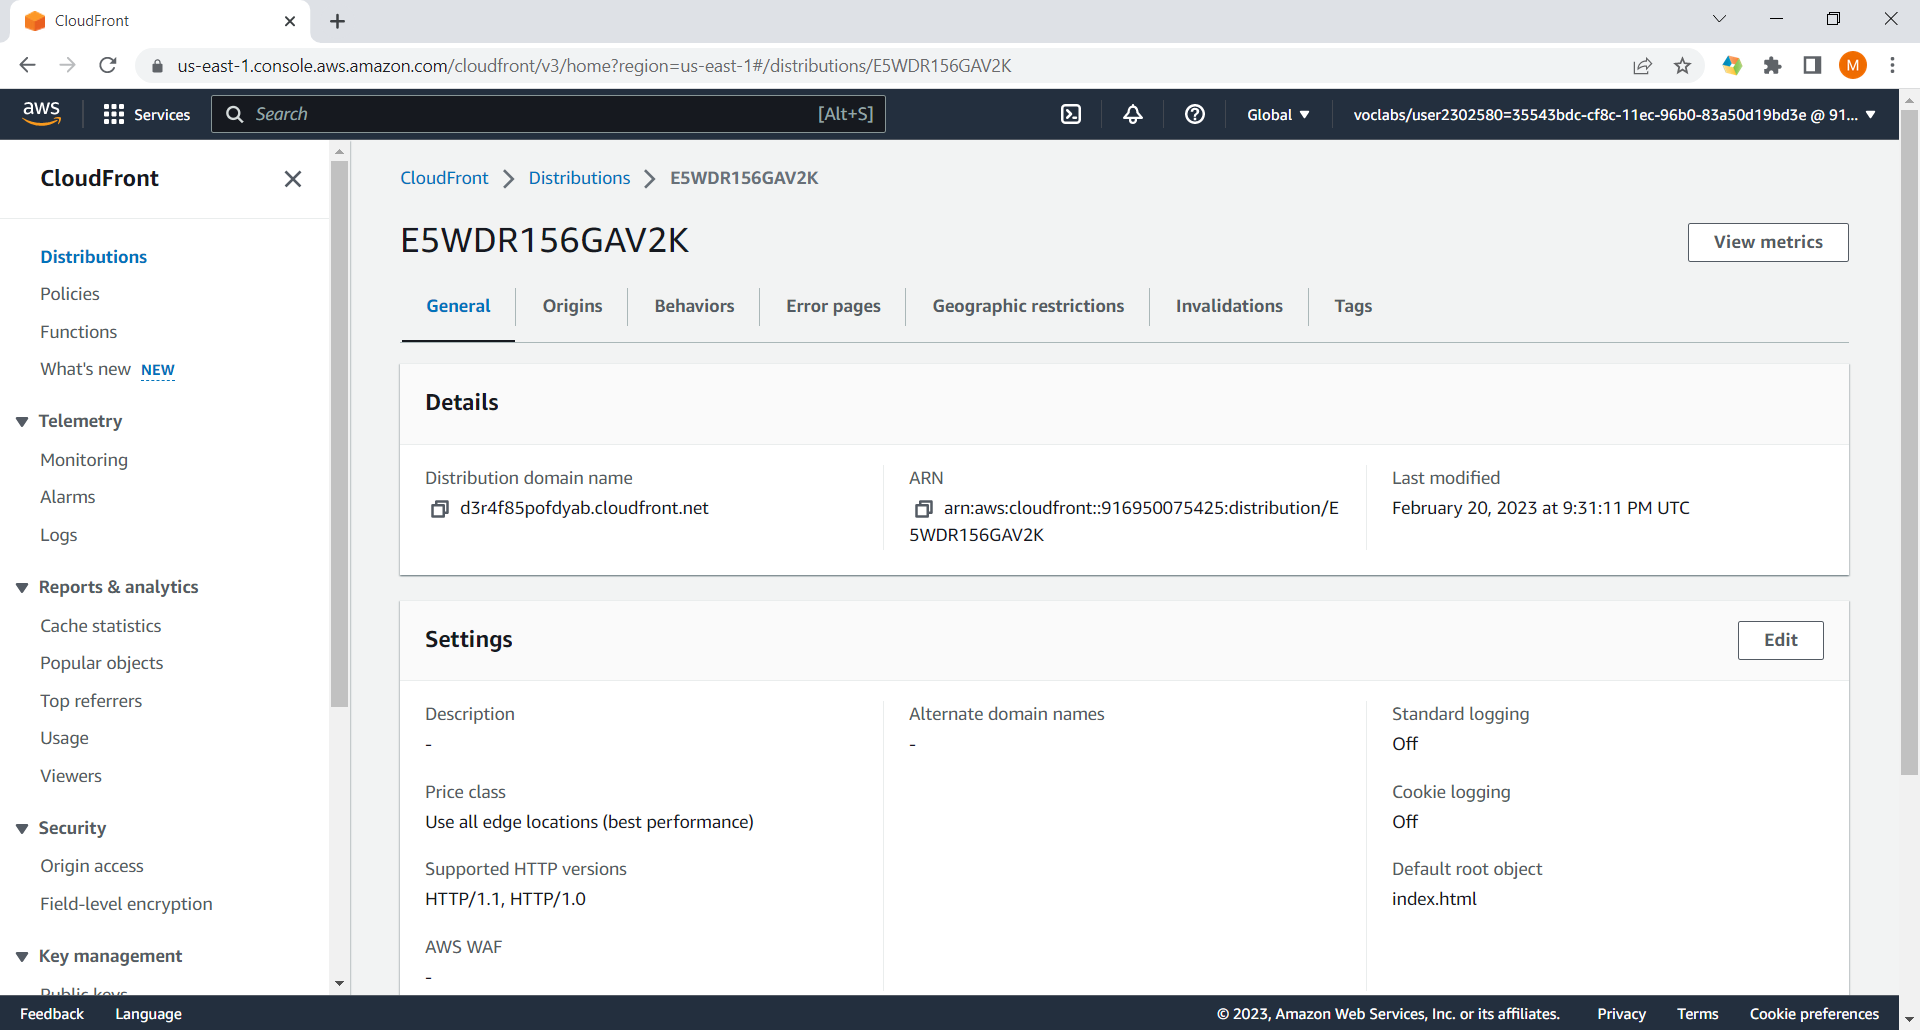 CloudFront
us-east-1.console.aws.amazon.com/cloudfront/v3/home?region=us-east-1#/distributions/E5WDR156GAV2K
M
aws
Services
Search
[Alt+S]
Global
voclabs/user2302580=35543bdc-cf8c-11ec-96b0-83a50d19bd3e @ 91...
CloudFront
Distributions
Policies
Functions
What's new NEW
Telemetry
Monitoring
Alarms
Logs
Reports & analytics
Cache statistics
Popular objects
Top referrers
Usage
Viewers
Security
Origin access
Field-level encryption
Key management
Public keys
CloudFront
Distributions
E5WDR156GAV2K
E5WDR156GAV2K
View metrics
General
Origins
Behaviors
Error pages
Geographic restrictions
Invalidations
Tags
Details
Distribution domain name
d3r4f85pofdyab.cloudfront.net
ARN
arn:aws:cloudfront::916950075425:distribution/E
5WDR156GAV2K
Last modified
February 20, 2023 at 9:31:11 PM UTC
Settings
Edit
Description
-
Price class
Use all edge locations (best performance)
Supported HTTP versions
HTTP/1.1, HTTP/1.0
AWS WAF
-
Alternate domain names
-
Standard logging
Off
Cookie logging
Off
Default root object
index.html
Feedback
Language
© 2023, Amazon Web Services, Inc. or its affiliates.
Privacy
Terms
Cookie preferences